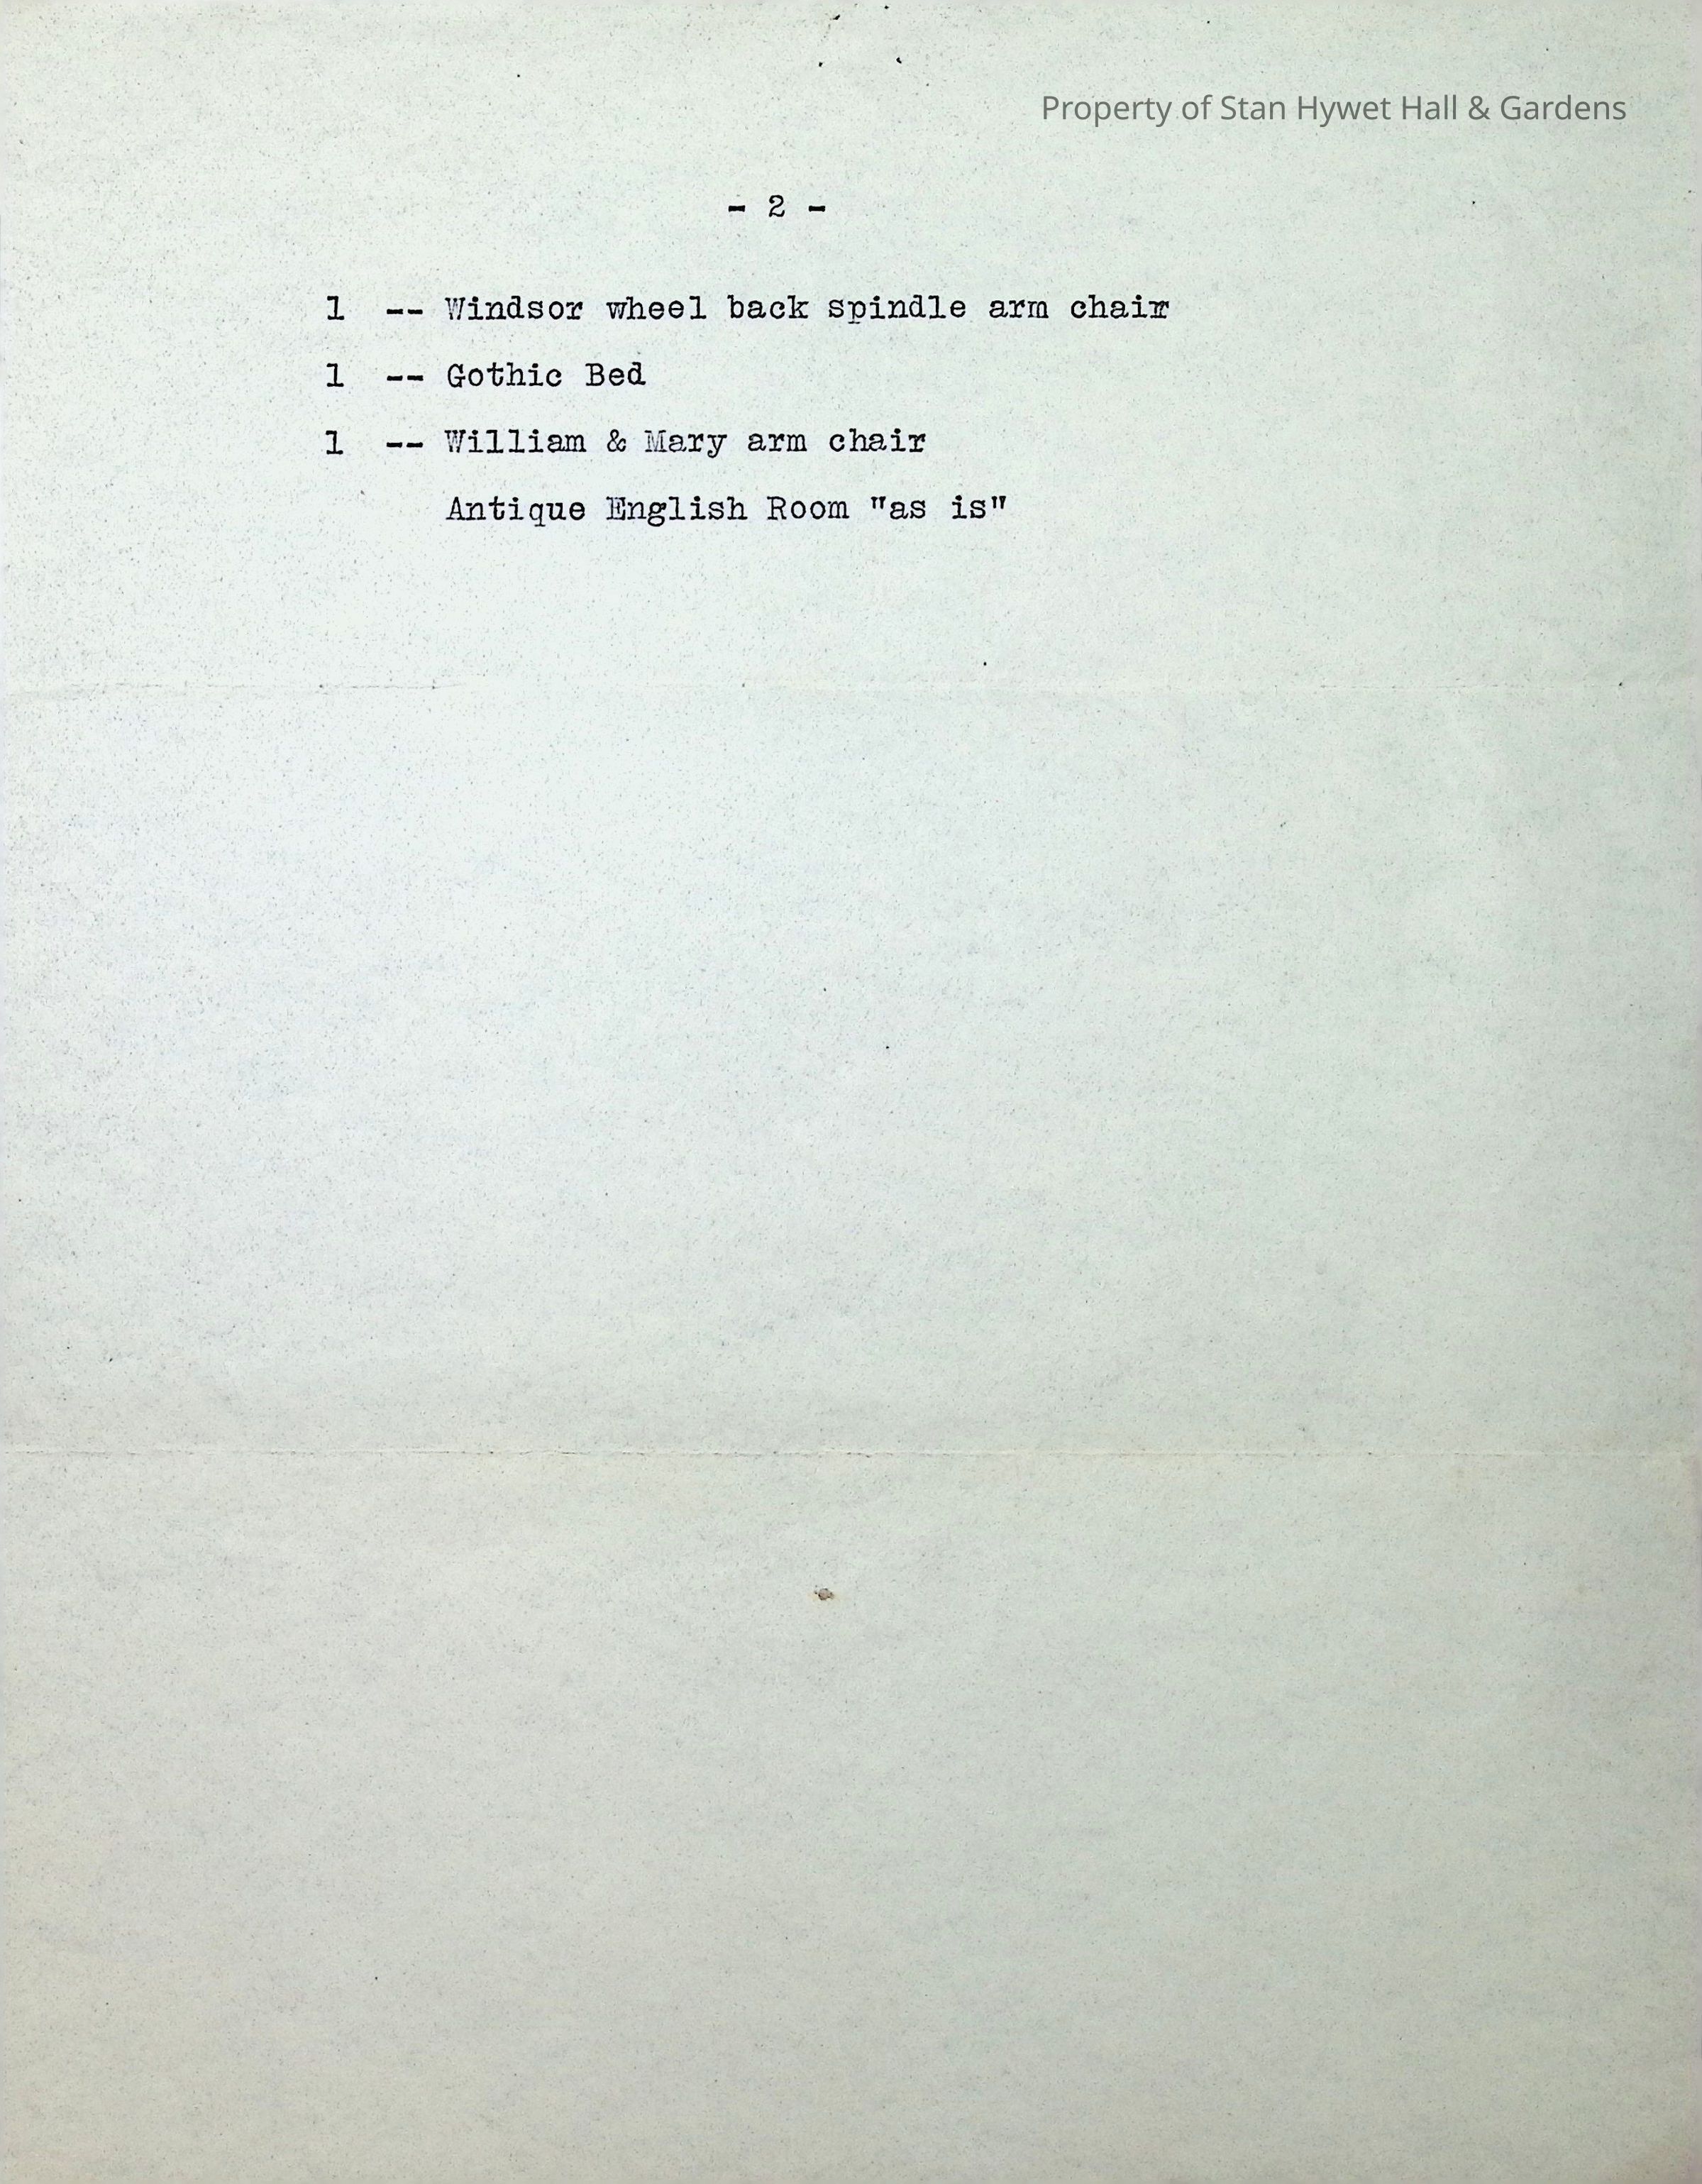 Property of Stan Hywet Hall & Gardens
- 2 -
1 -- Windsor wheel back spindle arm chair
1 -- Gothic Bed
1 -- William & Mary arm chair
Antique English Room "as is"